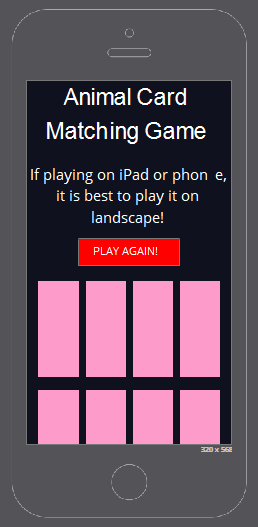 Animal Card
Matching Game
If playing on iPad or phon e,
it is best to play it on
landscape!
PLAY AGAIN!
320 x 568